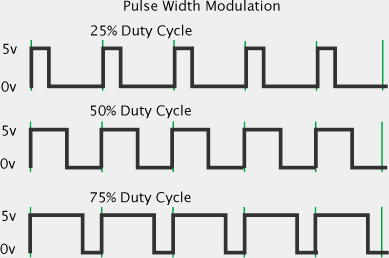 Pulse Width Modulation
25% Duty Cycle
5v
0v
50% Duty Cycle
5v
0v
75% Duty Cycle
5v
0v